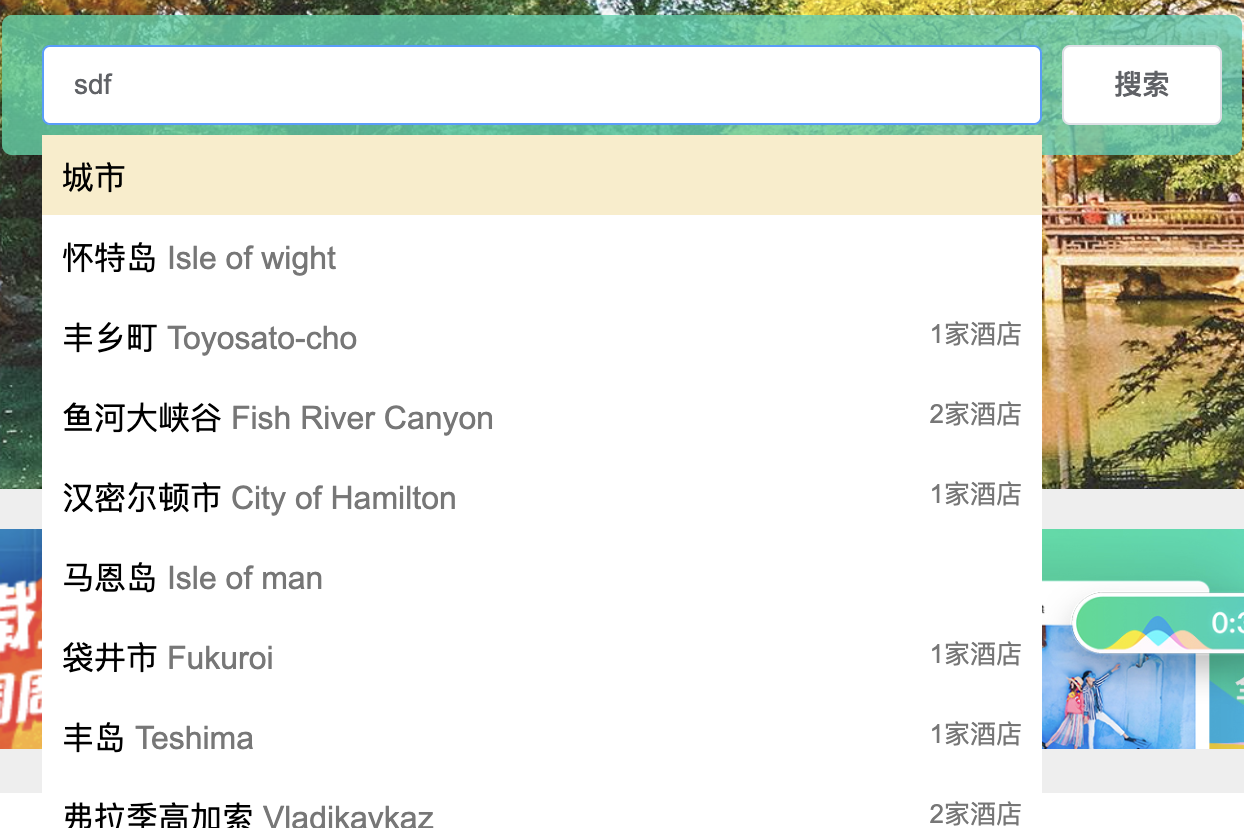 sdf
搜索
城市
怀特岛 Isle of wight
丰乡町 Toyosato-cho 1家酒店
鱼河大峡谷 Fish River Canyon 2家酒店
汉密尔顿市 City of Hamilton 1家酒店
马恩岛 Isle of man
袋井市 Fukuroi 1家酒店
丰岛 Teshima 1家酒店
弗拉季高加索 Vladikavkaz 2家酒店